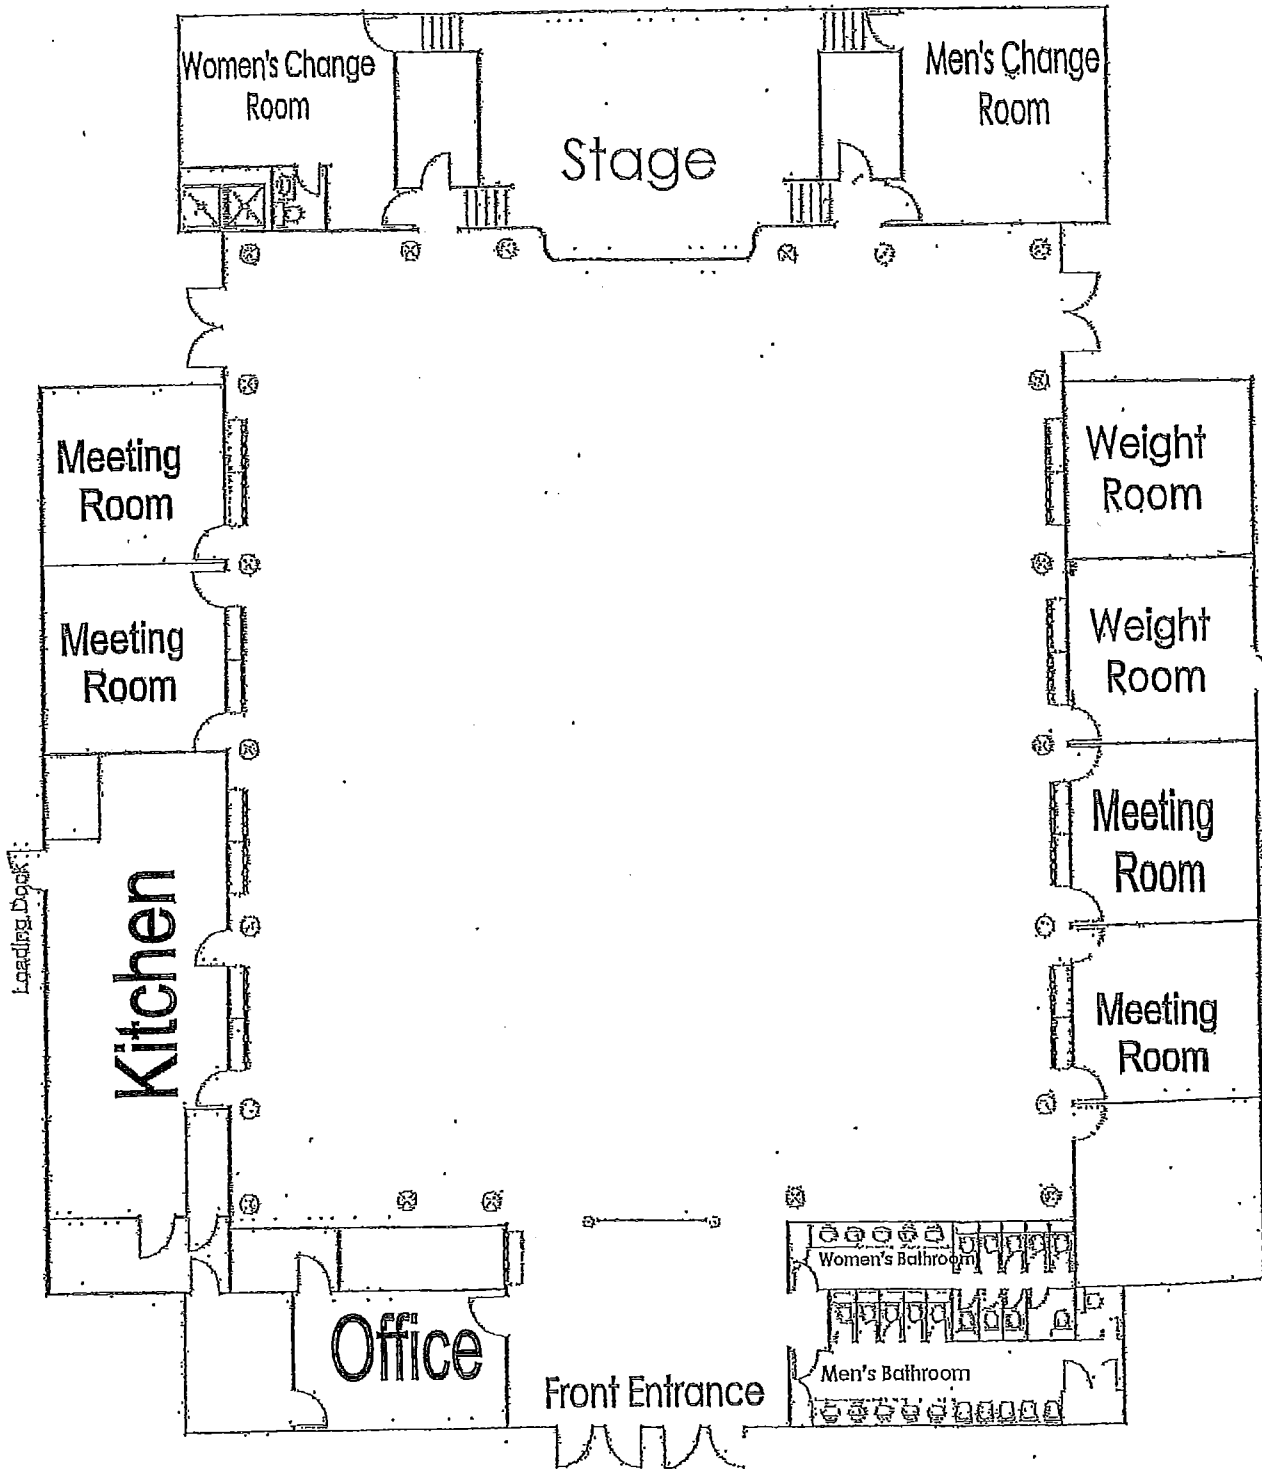 Women's Change
Room
Stage
Men's Change
Room
Meeting
Room
Weight
Room
Meeting
Room
Weight
Room
Loading Dock
Kitchen
Meeting
Room
Meeting
Room
Women's Bathroom
Office
Men's Bathroom
Front Entrance